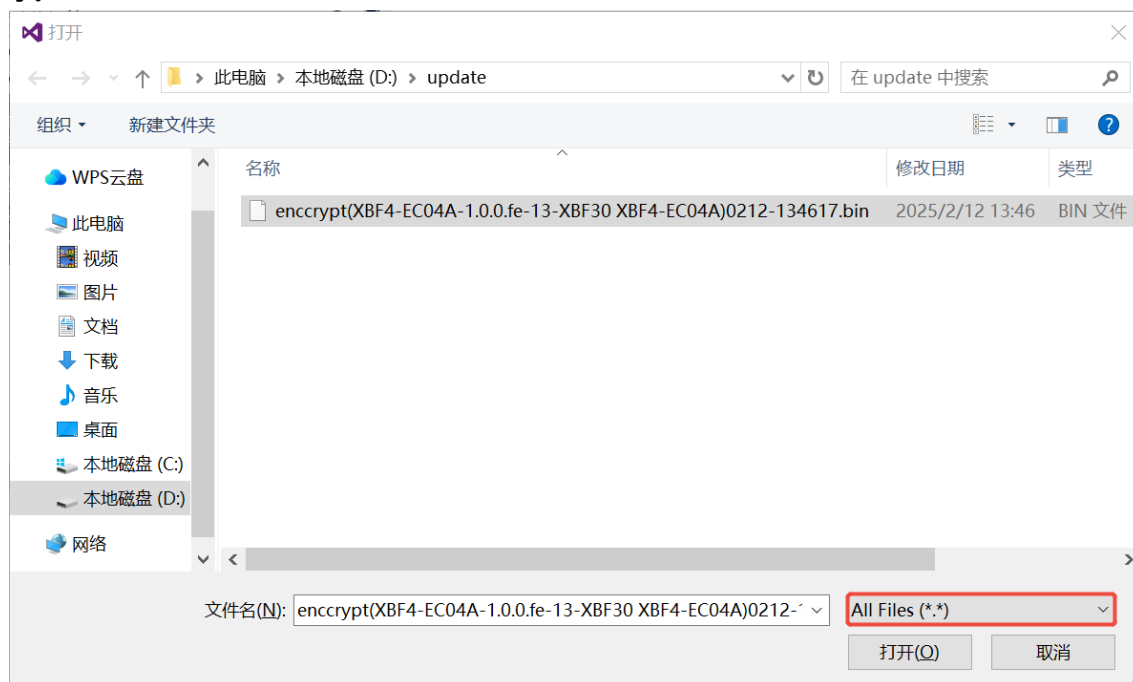 打开
此电脑 > 本地磁盘 (D:) > update
在 update 中搜索
组织
新建文件夹
名称
修改日期
类型
WPS云盘
此电脑
视频
图片
文档
下载
音乐
桌面
本地磁盘 (C:)
本地磁盘 (D:)
网络
enccrypt(XBF4-EC04A-1.0.0.fe-13-XBF30 XBF4-EC04A)0212-134617.bin 2025/2/12 13:46 BIN 文件
文件名(N): enccrypt(XBF4-EC04A-1.0.0.fe-13-XBF30 XBF4-EC04A)0212-
All Files (*.*)
打开(O)
取消